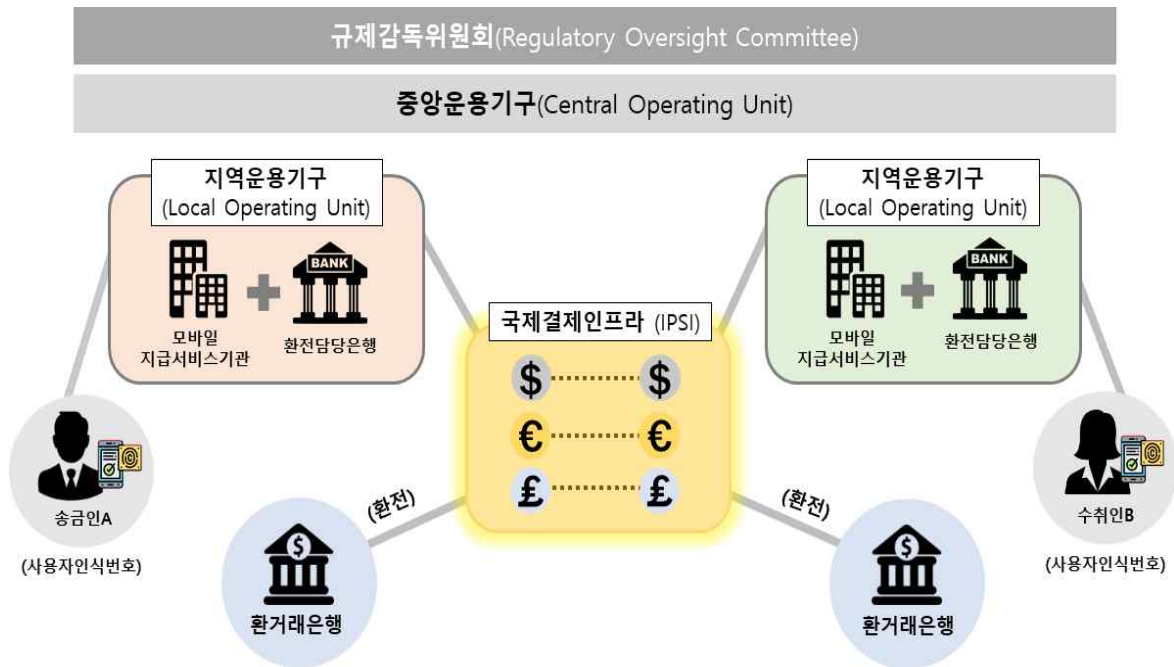 규제감독위원회(Regulatory Oversight Committee)
중앙운용기구(Central Operating Unit)
지역운용기구
(Local Operating Unit)
BANK
모바일
지급서비스기관
환전담당은행
지역운용기구
(Local Operating Unit)
BANK
모바일
지급서비스기관
환전담당은행
국제결제인프라 (IPSI)
$ $
€ €
£ £
송금인A
(사용자인식번호)
수취인B
(사용자인식번호)
(환전)
$
환거래은행
(환전)
$
환거래은행